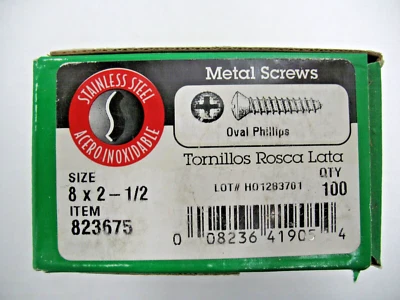 STAINLESS STEEL
ACERO INOXIDABLE
Metal Screws
Oval Phillips
Tornillos Rosca Lata
LOT# H01283701
SIZE
8 x 2-1/2
QTY
100
ITEM
823675
0 08236 41905 4